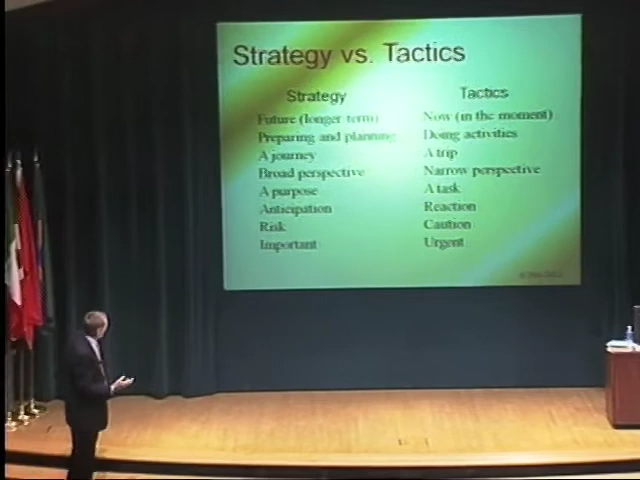 Strategy vs. Tactics
Strategy Tactics
Future (longer term) Now (in the moment)
Preparing and planning Doing activities
A journey A trip
Broad perspective Narrow perspective
A purpose A task
Anticipation Reaction
Risk Caution
Important Urgent